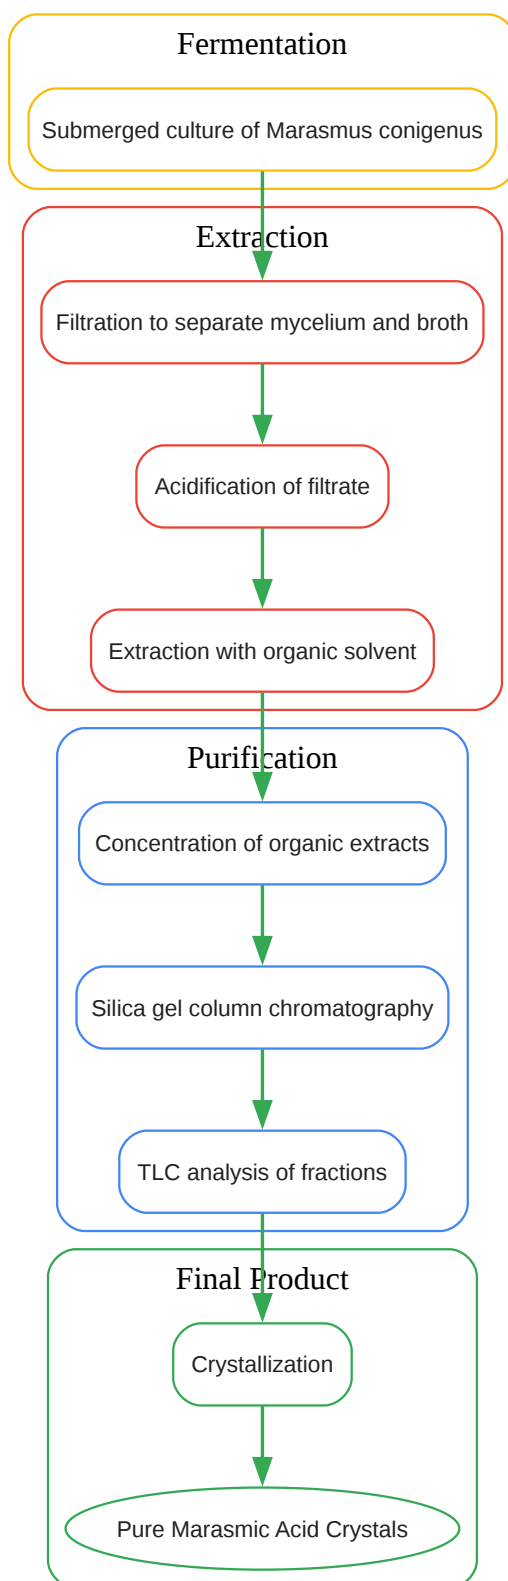 Fermentation
Submerged culture of Marasmus conigenus
Extraction
Filtration to separate mycelium and broth
Acidification of filtrate
Extraction with organic solvent
Purification
Concentration of organic extracts
Silica gel column chromatography
TLC analysis of fractions
Final Product
Crystallization
Pure Marasmic Acid Crystals